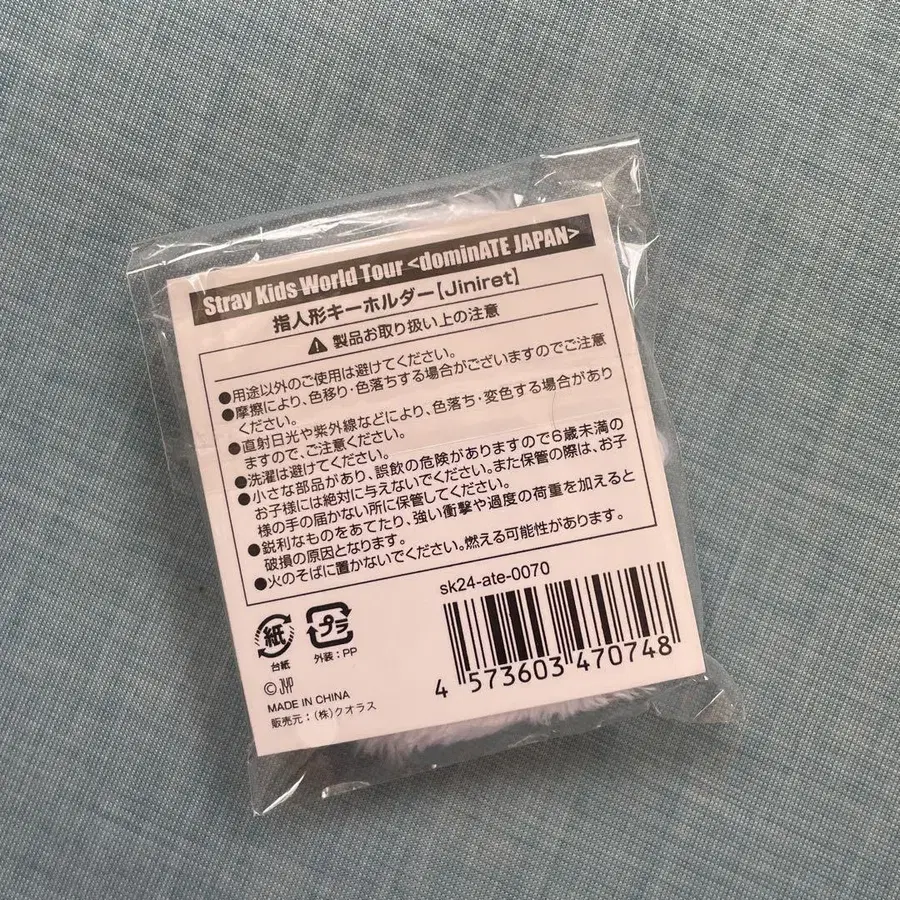 Stray Kids World Tour <dominATE JAPAN>
指人形キーホルダー【Jiniret】
製品お取り扱い上の注意
●用途以外のご使用は避けてください。
●摩擦により、色移り・色落ちする場合がございますのでご注意
ください。
●直射日光や紫外線などにより、色落ち・変色する場合があり
ますので、ご注意ください。
●洗濯は避けてください。
●小さな部品があり、誤飲の危険がありますので6歳未満の
お子様には絶対に与えないでください。また保管の際は、お子
様の手の届かない所に保管してください。
●鋭利なものをあてたり、強い衝撃や過度の荷重を加えると
破損の原因となります。
●火のそばに置かないでください。燃える可能性があります。
sk24-ate-0070
4 573603 470748
紙
プラ
台紙
外装:PP
©JYP
MADE IN CHINA
販売元:(株)クオラス